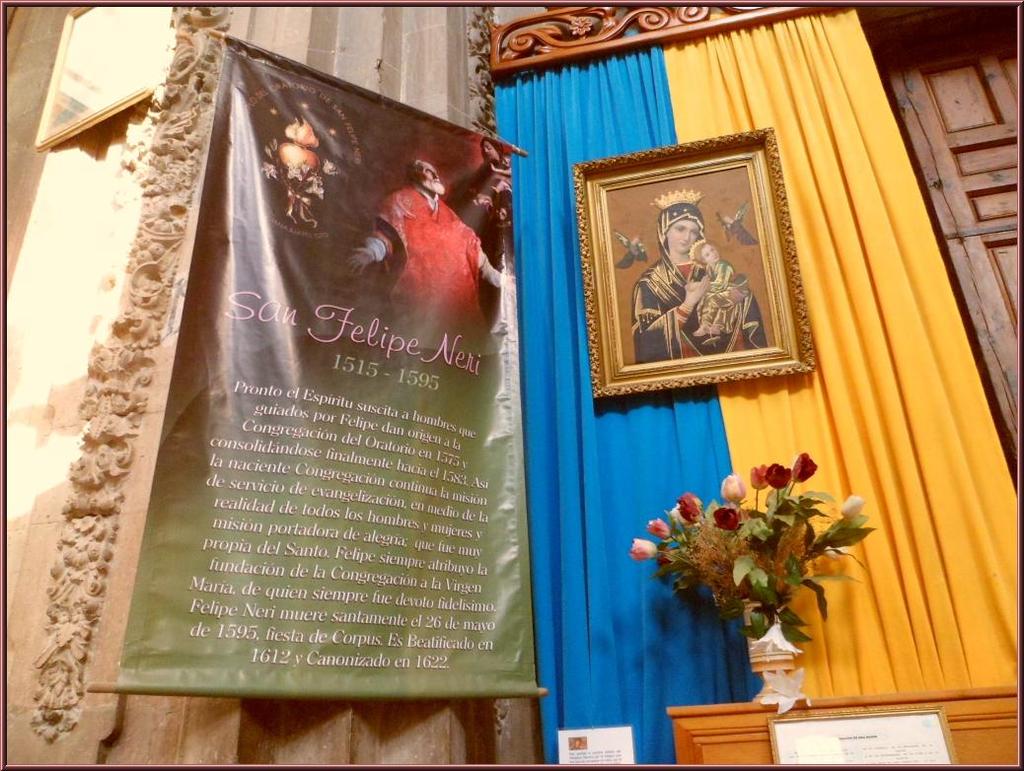 San Felipe Neri
1515 - 1595
Pronto el Espíritu suscita a hombres que
guiados por Felipe dan origen a la
Congregación del Oratorio en 1575 y
consolidándose finalmente hacia el 1583. Así
la naciente Congregación continua la misión
de servicio de evangelización, en medio de la
realidad de todos los hombres y mujeres y
misión portadora de alegría; que fue muy
propia del Santo. Felipe siempre atribuyo la
fundación de la Congregación a la Virgen
María, de quien siempre fue devoto fidelísimo.
Felipe Neri muere santamente el 26 de mayo
de 1595, fiesta de Corpus. Es Beatificado en
1612 y Canonizado en 1622.